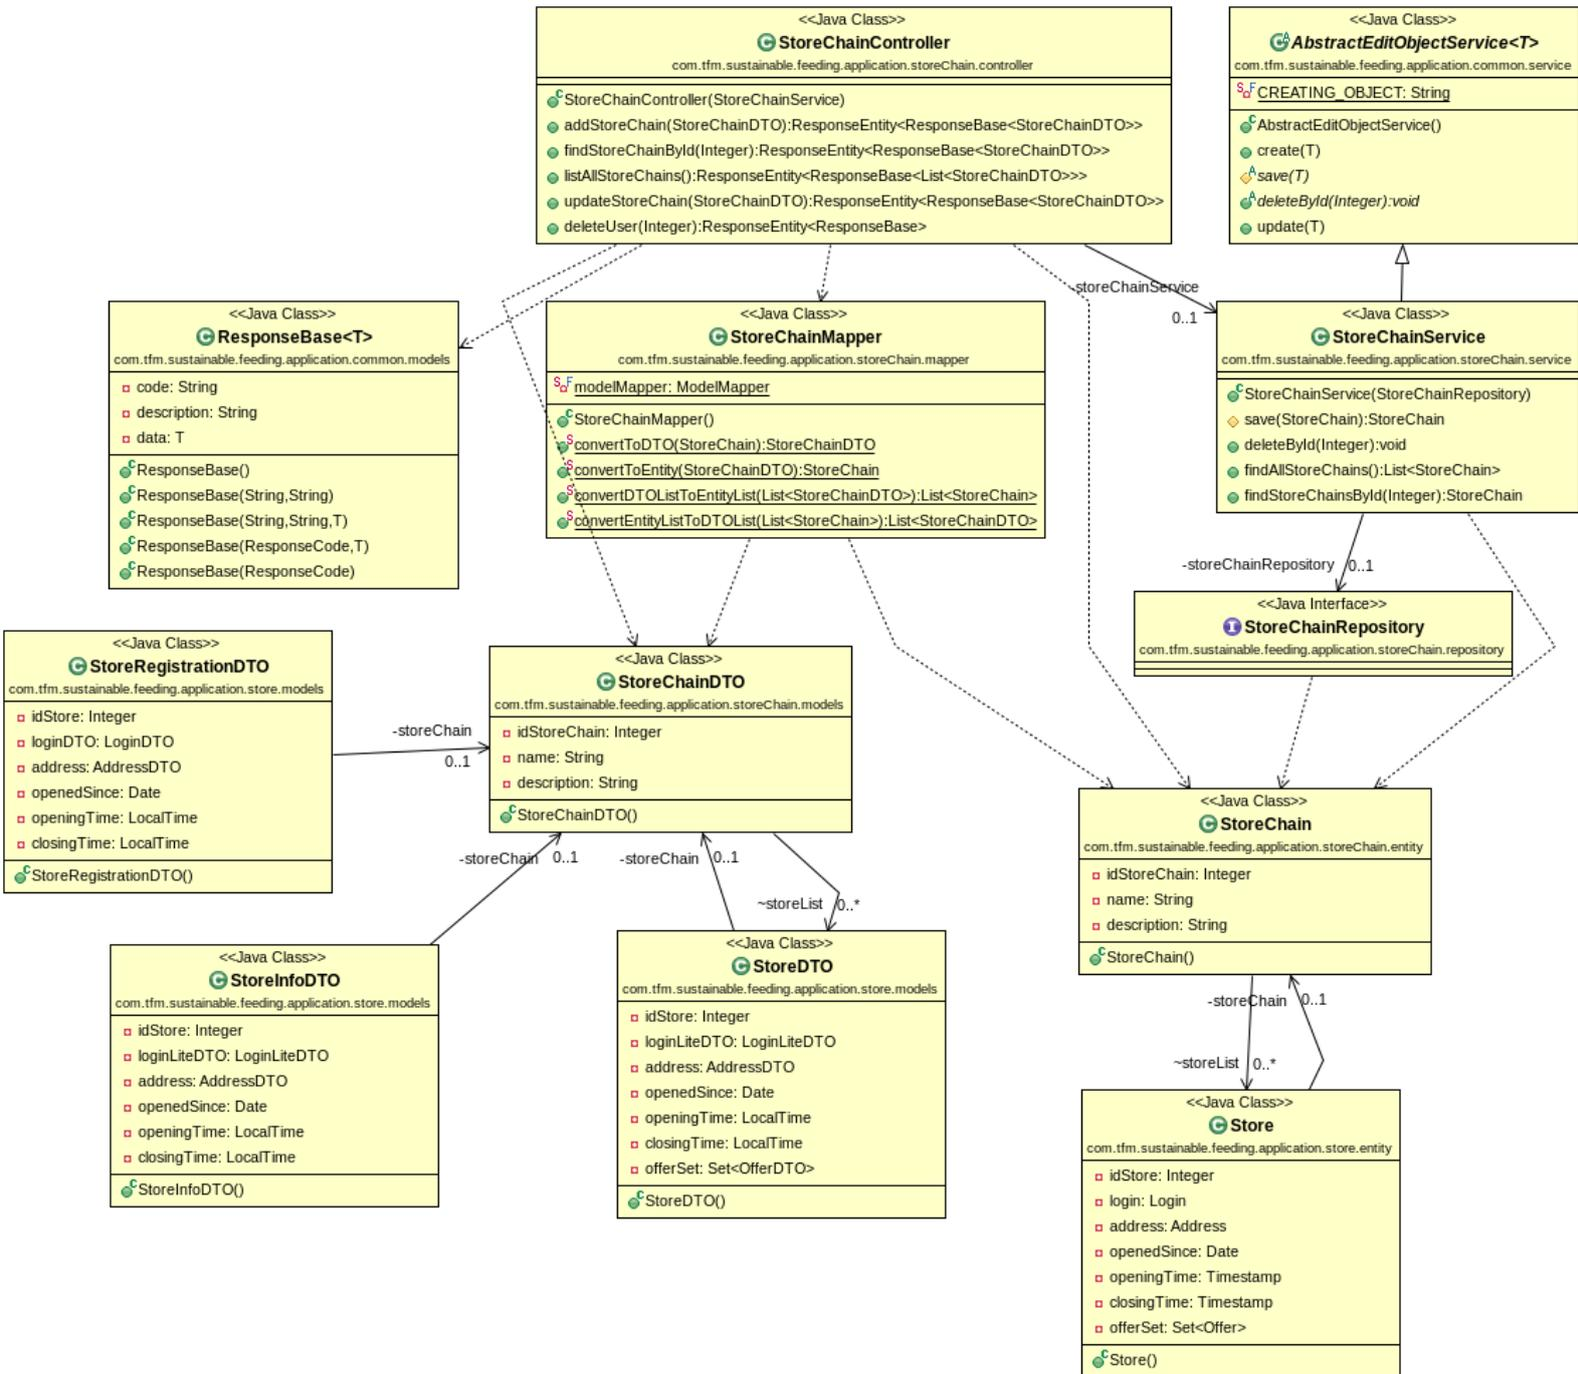 <<Java Class>>
StoreChainController
com.tfm.sustainable.feeding.application.storeChain.controller
StoreChainController(StoreChainService)
addStoreChain(StoreChainDTO):ResponseEntity<ResponseBase<StoreChainDTO>>
findStoreChainById(Integer):ResponseEntity<ResponseBase<StoreChainDTO>>
listAllStoreChains():ResponseEntity<ResponseBase<List<StoreChainDTO>>>
updateStoreChain(StoreChainDTO):ResponseEntity<ResponseBase<StoreChainDTO>>
deleteUser(Integer):ResponseEntity<ResponseBase>
<<Java Class>>
AbstractEditObjectService<T>
com.tfm.sustainable.feeding.application.common.service
CREATING_OBJECT: String
AbstractEditObjectService()
create(T)
save(T)
deleteById(Integer):void
update(T)
-storeChainService
0..1
<<Java Class>>
ResponseBase<T>
com.tfm.sustainable.feeding.application.common.models
code: String
description: String
data: T
ResponseBase()
ResponseBase(String,String)
ResponseBase(String,String,T)
ResponseBase(ResponseCode,T)
ResponseBase(ResponseCode)
<<Java Class>>
StoreChainMapper
com.tfm.sustainable.feeding.application.storeChain.mapper
modelMapper: ModelMapper
StoreChainMapper()
convertToDTO(StoreChain):StoreChainDTO
convertToEntity(StoreChainDTO):StoreChain
convertDTOListToEntityList(List<StoreChainDTO>):List<StoreChain>
convertEntityListToDTOList(List<StoreChain>):List<StoreChainDTO>
<<Java Class>>
StoreChainService
com.tfm.sustainable.feeding.application.storeChain.service
StoreChainService(StoreChainRepository)
save(StoreChain):StoreChain
deleteById(Integer):void
findAllStoreChains():List<StoreChain>
findStoreChainsById(Integer):StoreChain
-storeChainRepository
0..1
<<Java Interface>>
StoreChainRepository
com.tfm.sustainable.feeding.application.storeChain.repository
<<Java Class>>
StoreRegistrationDTO
com.tfm.sustainable.feeding.application.store.models
idStore: Integer
loginDTO: LoginDTO
address: AddressDTO
openedSince: Date
openingTime: LocalTime
closingTime: LocalTime
StoreRegistrationDTO()
-storeChain
0..1
<<Java Class>>
StoreChainDTO
com.tfm.sustainable.feeding.application.storeChain.models
idStoreChain: Integer
name: String
description: String
StoreChainDTO()
-storeChain
0..1
-storeChain
0..1
~storeList
0..*
<<Java Class>>
StoreChain
com.tfm.sustainable.feeding.application.storeChain.entity
idStoreChain: Integer
name: String
description: String
StoreChain()
-storeChain
0..1
~storeList
0..*
<<Java Class>>
StoreInfoDTO
com.tfm.sustainable.feeding.application.store.models
idStore: Integer
loginLiteDTO: LoginLiteDTO
address: AddressDTO
openedSince: Date
openingTime: LocalTime
closingTime: LocalTime
StoreInfoDTO()
<<Java Class>>
StoreDTO
com.tfm.sustainable.feeding.application.store.models
idStore: Integer
loginLiteDTO: LoginLiteDTO
address: AddressDTO
openedSince: Date
openingTime: LocalTime
closingTime: LocalTime
offerSet: Set<OfferDTO>
StoreDTO()
<<Java Class>>
Store
com.tfm.sustainable.feeding.application.store.entity
idStore: Integer
login: Login
address: Address
openedSince: Date
openingTime: Timestamp
closingTime: Timestamp
offerSet: Set<Offer>
Store()